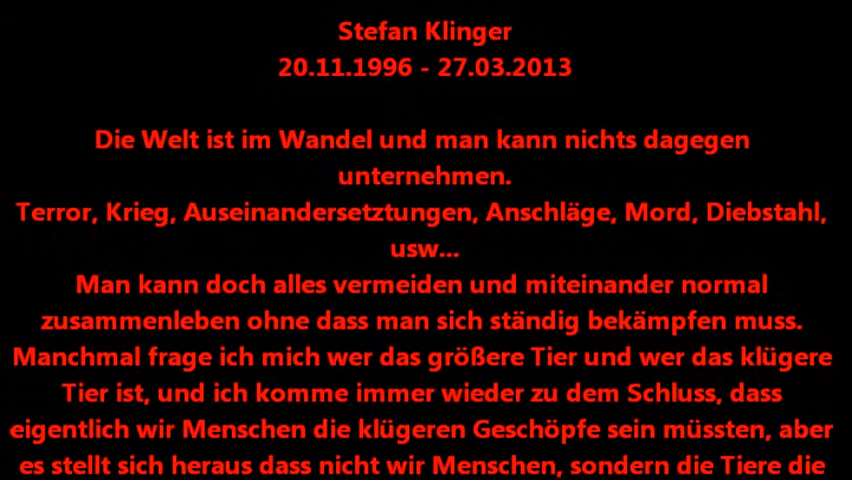 Stefan Klinger
20.11.1996 - 27.03.2013
Die Welt ist im Wandel und man kann nichts dagegen
unternehmen.
Terror, Krieg, Auseinandersetztungen, Anschläge, Mord, Diebstahl,
usw...
Man kann doch alles vermeiden und miteinander normal
zusammenleben ohne dass man sich ständig bekämpfen muss.
Manchmal frage ich mich wer das größere Tier und wer das klügere
Tier ist, und ich komme immer wieder zu dem Schluss, dass
eigentlich wir Menschen die klügeren Geschöpfe sein müssten, aber
es stellt sich heraus dass nicht wir Menschen, sondern die Tiere die